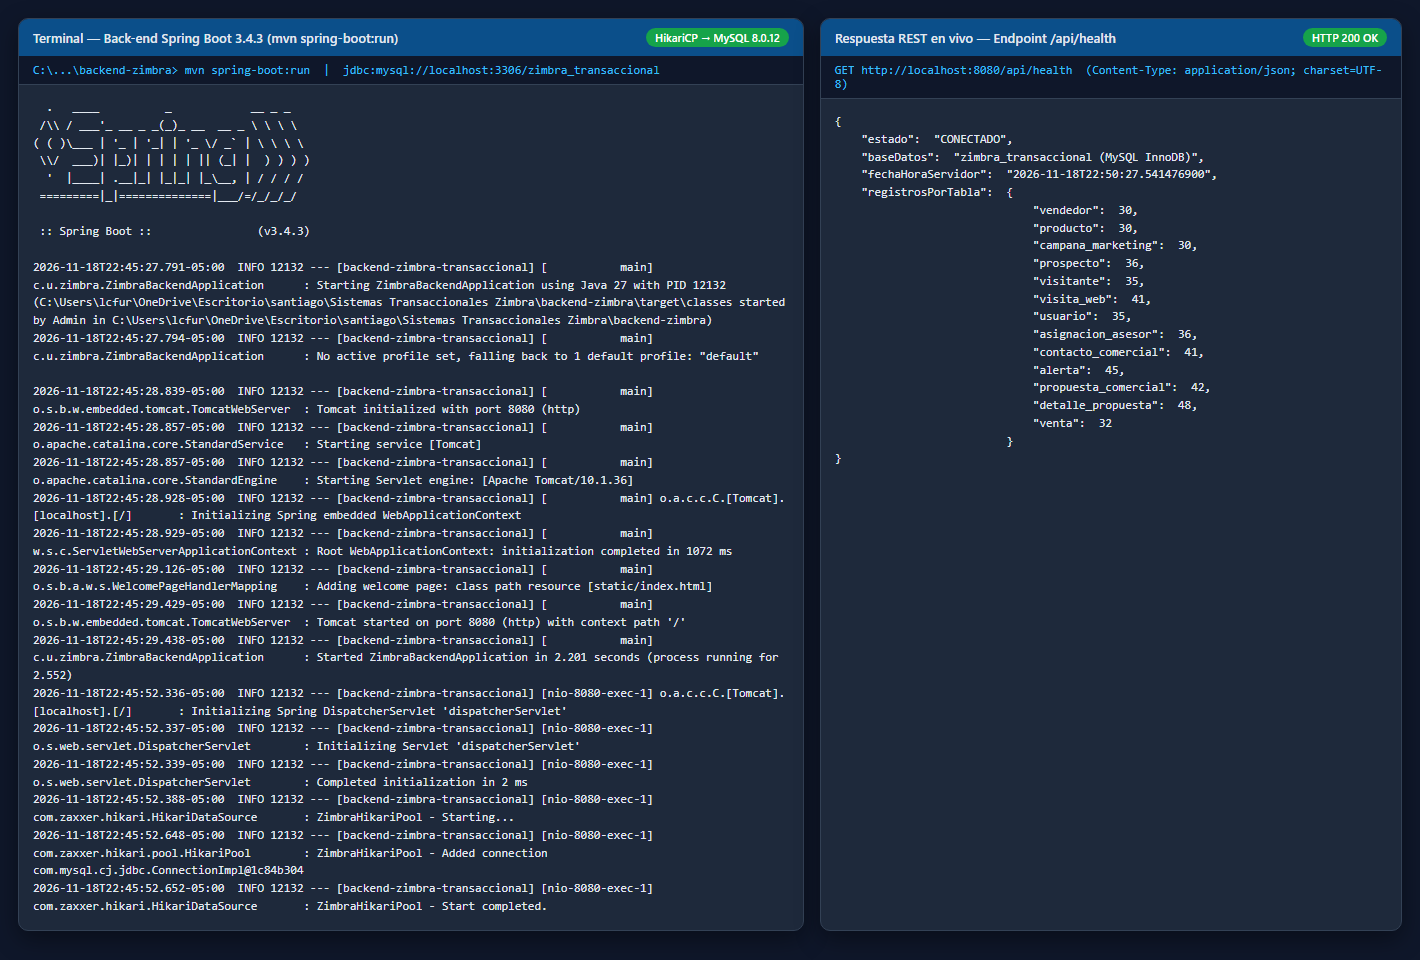 Terminal — Back-end Spring Boot 3.4.3 (mvn spring-boot:run)
HikariCP → MySQL 8.0.12
C:\...\backend-zimbra> mvn spring-boot:run  |  jdbc:mysql://localhost:3306/zimbra_transaccional
  .   ____          _            __ _ _
 /\\ / ___'_ __ _ _(_)_ __  __ _ \ \ \ \
( ( )\___ | '_ | '_| | '_ \/ _` | \ \ \ \
 \\/  ___)| |_)| | | | | || (_| |  ) ) ) )
  '  |____| .__|_| |_|_| |_\__, | / / / /
 =========|_|==============|___/=/_/_/_/
 :: Spring Boot ::                (v3.4.3)
2026-11-18T22:45:27.791-05:00  INFO 12132 --- [backend-zimbra-transaccional] [           main]
c.u.zimbra.ZimbraBackendApplication      : Starting ZimbraBackendApplication using Java 27 with PID 12132
(C:\Users\lcfur\OneDrive\Escritorio\santiago\Sistemas Transaccionales Zimbra\backend-zimbra\target\classes started
by Admin in C:\Users\lcfur\OneDrive\Escritorio\santiago\Sistemas Transaccionales Zimbra\backend-zimbra)
2026-11-18T22:45:27.794-05:00  INFO 12132 --- [backend-zimbra-transaccional] [           main]
c.u.zimbra.ZimbraBackendApplication      : No active profile set, falling back to 1 default profile: "default"
2026-11-18T22:45:28.839-05:00  INFO 12132 --- [backend-zimbra-transaccional] [           main]
o.s.b.w.embedded.tomcat.TomcatWebServer  : Tomcat initialized with port 8080 (http)
2026-11-18T22:45:28.857-05:00  INFO 12132 --- [backend-zimbra-transaccional] [           main]
o.apache.catalina.core.StandardService   : Starting service [Tomcat]
2026-11-18T22:45:28.857-05:00  INFO 12132 --- [backend-zimbra-transaccional] [           main]
o.apache.catalina.core.StandardEngine    : Starting Servlet engine: [Apache Tomcat/10.1.36]
2026-11-18T22:45:28.928-05:00  INFO 12132 --- [backend-zimbra-transaccional] [           main] o.a.c.c.C.[Tomcat].
[localhost].[/]       : Initializing Spring embedded WebApplicationContext
2026-11-18T22:45:28.929-05:00  INFO 12132 --- [backend-zimbra-transaccional] [           main]
w.s.c.ServletWebServerApplicationContext : Root WebApplicationContext: initialization completed in 1072 ms
2026-11-18T22:45:29.126-05:00  INFO 12132 --- [backend-zimbra-transaccional] [           main]
o.s.b.a.w.s.WelcomePageHandlerMapping    : Adding welcome page: class path resource [static/index.html]
2026-11-18T22:45:29.429-05:00  INFO 12132 --- [backend-zimbra-transaccional] [           main]
o.s.b.w.embedded.tomcat.TomcatWebServer  : Tomcat started on port 8080 (http) with context path '/'
2026-11-18T22:45:29.438-05:00  INFO 12132 --- [backend-zimbra-transaccional] [           main]
c.u.zimbra.ZimbraBackendApplication      : Started ZimbraBackendApplication in 2.201 seconds (process running for
2.552)
2026-11-18T22:45:52.336-05:00  INFO 12132 --- [backend-zimbra-transaccional] [nio-8080-exec-1] o.a.c.c.C.[Tomcat].
[localhost].[/]       : Initializing Spring DispatcherServlet 'dispatcherServlet'
2026-11-18T22:45:52.337-05:00  INFO 12132 --- [backend-zimbra-transaccional] [nio-8080-exec-1]
o.s.web.servlet.DispatcherServlet        : Initializing Servlet 'dispatcherServlet'
2026-11-18T22:45:52.339-05:00  INFO 12132 --- [backend-zimbra-transaccional] [nio-8080-exec-1]
o.s.web.servlet.DispatcherServlet        : Completed initialization in 2 ms
2026-11-18T22:45:52.388-05:00  INFO 12132 --- [backend-zimbra-transaccional] [nio-8080-exec-1]
com.zaxxer.hikari.HikariDataSource       : ZimbraHikariPool - Starting...
2026-11-18T22:45:52.648-05:00  INFO 12132 --- [backend-zimbra-transaccional] [nio-8080-exec-1]
com.zaxxer.hikari.pool.HikariPool        : ZimbraHikariPool - Added connection
com.mysql.cj.jdbc.ConnectionImpl@1c84b304
2026-11-18T22:45:52.652-05:00  INFO 12132 --- [backend-zimbra-transaccional] [nio-8080-exec-1]
com.zaxxer.hikari.HikariDataSource       : ZimbraHikariPool - Start completed.
Respuesta REST en vivo — Endpoint /api/health
HTTP 200 OK
GET http://localhost:8080/api/health  (Content-Type: application/json; charset=UTF-
8)
{
    "estado":  "CONECTADO",
    "baseDatos":  "zimbra_transaccional (MySQL InnoDB)",
    "fechaHoraServidor":  "2026-11-18T22:50:27.541476900",
    "registrosPorTabla":  {
                              "vendedor":  30,
                              "producto":  30,
                              "campana_marketing":  30,
                              "prospecto":  36,
                              "visitante":  35,
                              "visita_web":  41,
                              "usuario":  35,
                              "asignacion_asesor":  36,
                              "contacto_comercial":  41,
                              "alerta":  45,
                              "propuesta_comercial":  42,
                              "detalle_propuesta":  48,
                              "venta":  32
                          }
}